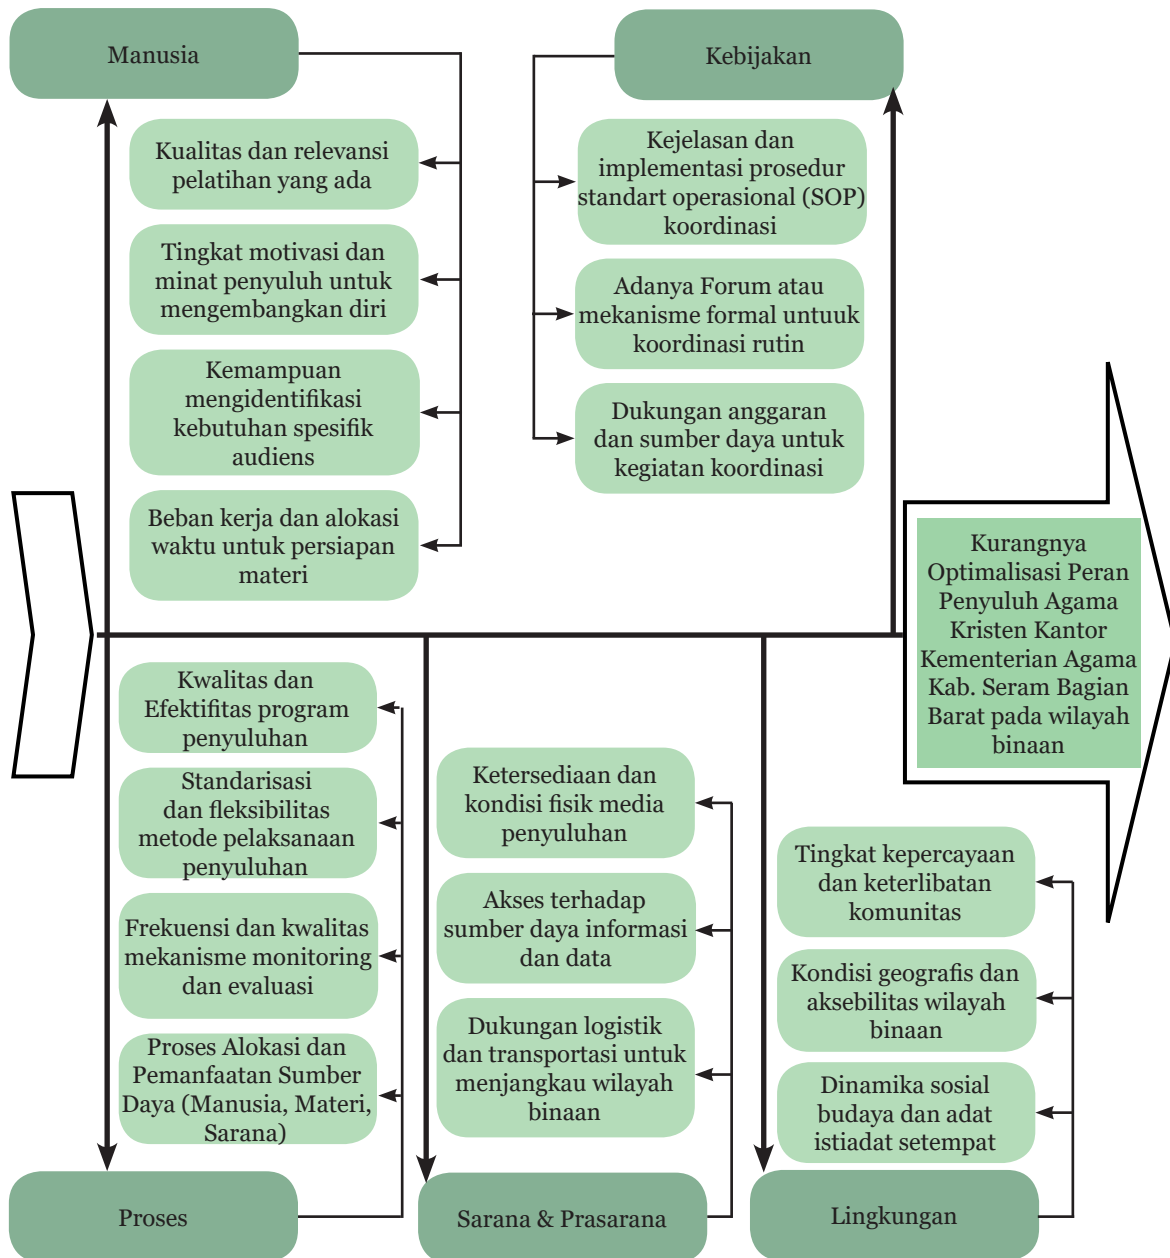 Manusia
Kualitas dan relevansi
pelatihan yang ada
Tingkat motivasi dan
minat penyuluh untuk
mengembangkan diri
Kemampuan
mengidentifikasi
kebutuhan spesifik
audiens
Beban kerja dan alokasi
waktu untuk persiapan
materi
Kebijakan
Kejelasan dan
implementasi prosedur
standart operasional (SOP)
koordinasi
Adanya Forum atau
mekanisme formal untuuk
koordinasi rutin
Dukungan anggaran
dan sumber daya untuk
kegiatan koordinasi
Kurangnya
Optimalisasi Peran
Penyuluh Agama
Kristen Kantor
Kementerian Agama
Kab. Seram Bagian
Barat pada wilayah
binaan
Kwalitas dan
Efektifitas program
penyuluhan
Standarisasi
dan fleksibilitas
metode pelaksanaan
penyuluhan
Frekuensi dan kwalitas
mekanisme monitoring
dan evaluasi
Proses Alokasi dan
Pemanfaatan Sumber
Daya (Manusia, Materi,
Sarana)
Proses
Ketersediaan dan
kondisi fisik media
penyuluhan
Akses terhadap
sumber daya informasi
dan data
Dukungan logistik
dan transportasi untuk
menjangkau wilayah
binaan
Sarana & Prasarana
Tingkat kepercayaan
dan keterlibatan
komunitas
Kondisi geografis dan
aksebilitas wilayah
binaan
Dinamika sosial
budaya dan adat
istiadat setempat
Lingkungan